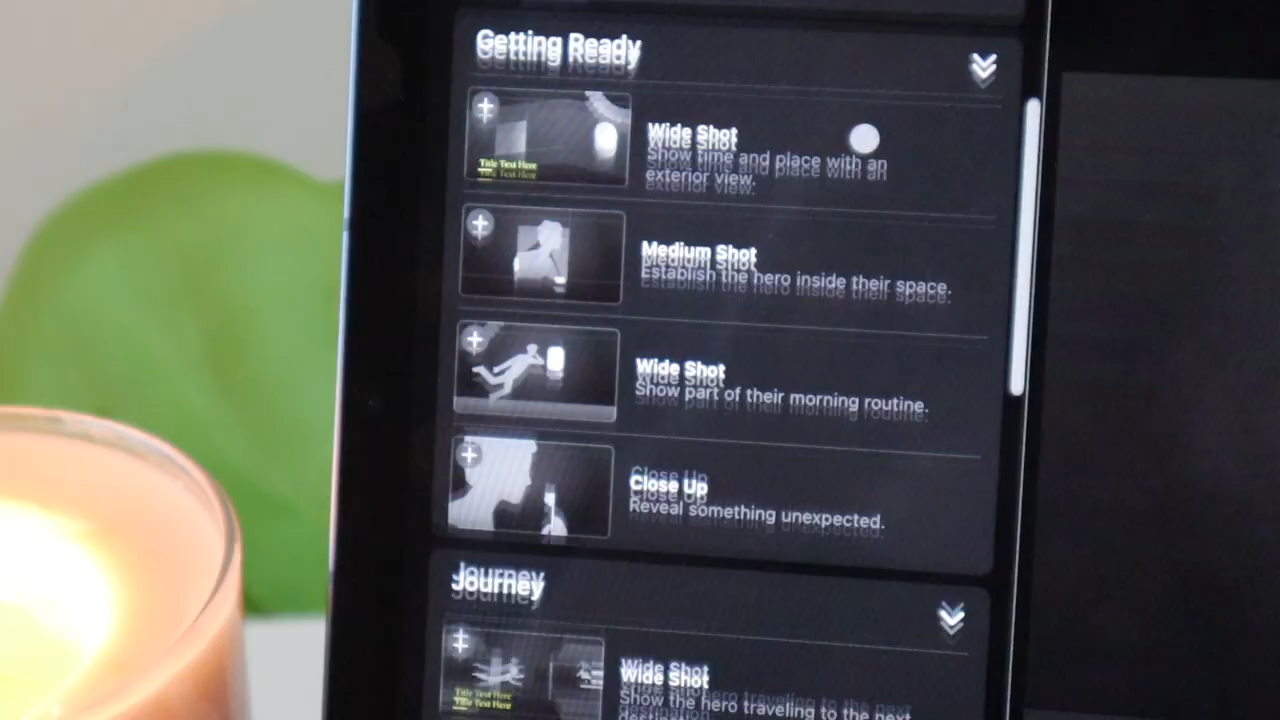 Getting Ready
Title Text Here
Wide Shot
Show time and place with an
exterior view.
Medium Shot
Establish the hero inside their space.
Wide Shot
Show part of their morning routine.
Close Up
Reveal something unexpected.
Journey
Title Text Here
Wide Shot
Show the hero traveling to the next